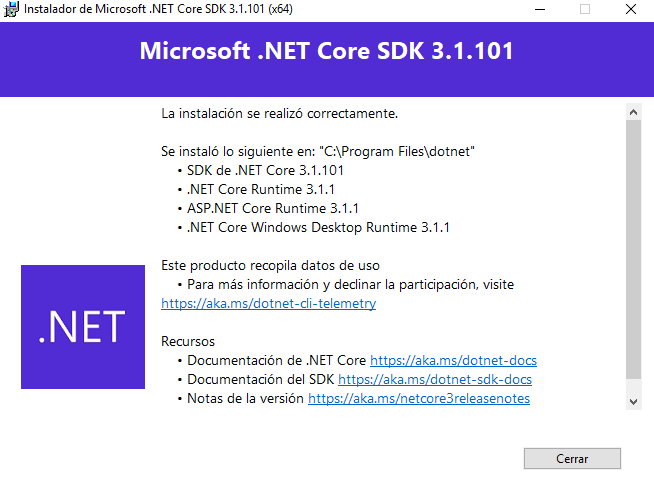 Instalador de Microsoft .NET Core SDK 3.1.101 (x64)
Microsoft .NET Core SDK 3.1.101
La instalación se realizó correctamente.
Se instaló lo siguiente en: "C:\Program Files\dotnet"
• SDK de .NET Core 3.1.101
• .NET Core Runtime 3.1.1
• ASP.NET Core Runtime 3.1.1
• .NET Core Windows Desktop Runtime 3.1.1
Este producto recopila datos de uso
• Para más información y declinar la participación, visite
https://aka.ms/dotnet-cli-telemetry
.NET
Recursos
• Documentación de .NET Core https://aka.ms/dotnet-docs
• Documentación del SDK https://aka.ms/dotnet-sdk-docs
• Notas de la versión https://aka.ms/netcore3releasenotes
Cerrar